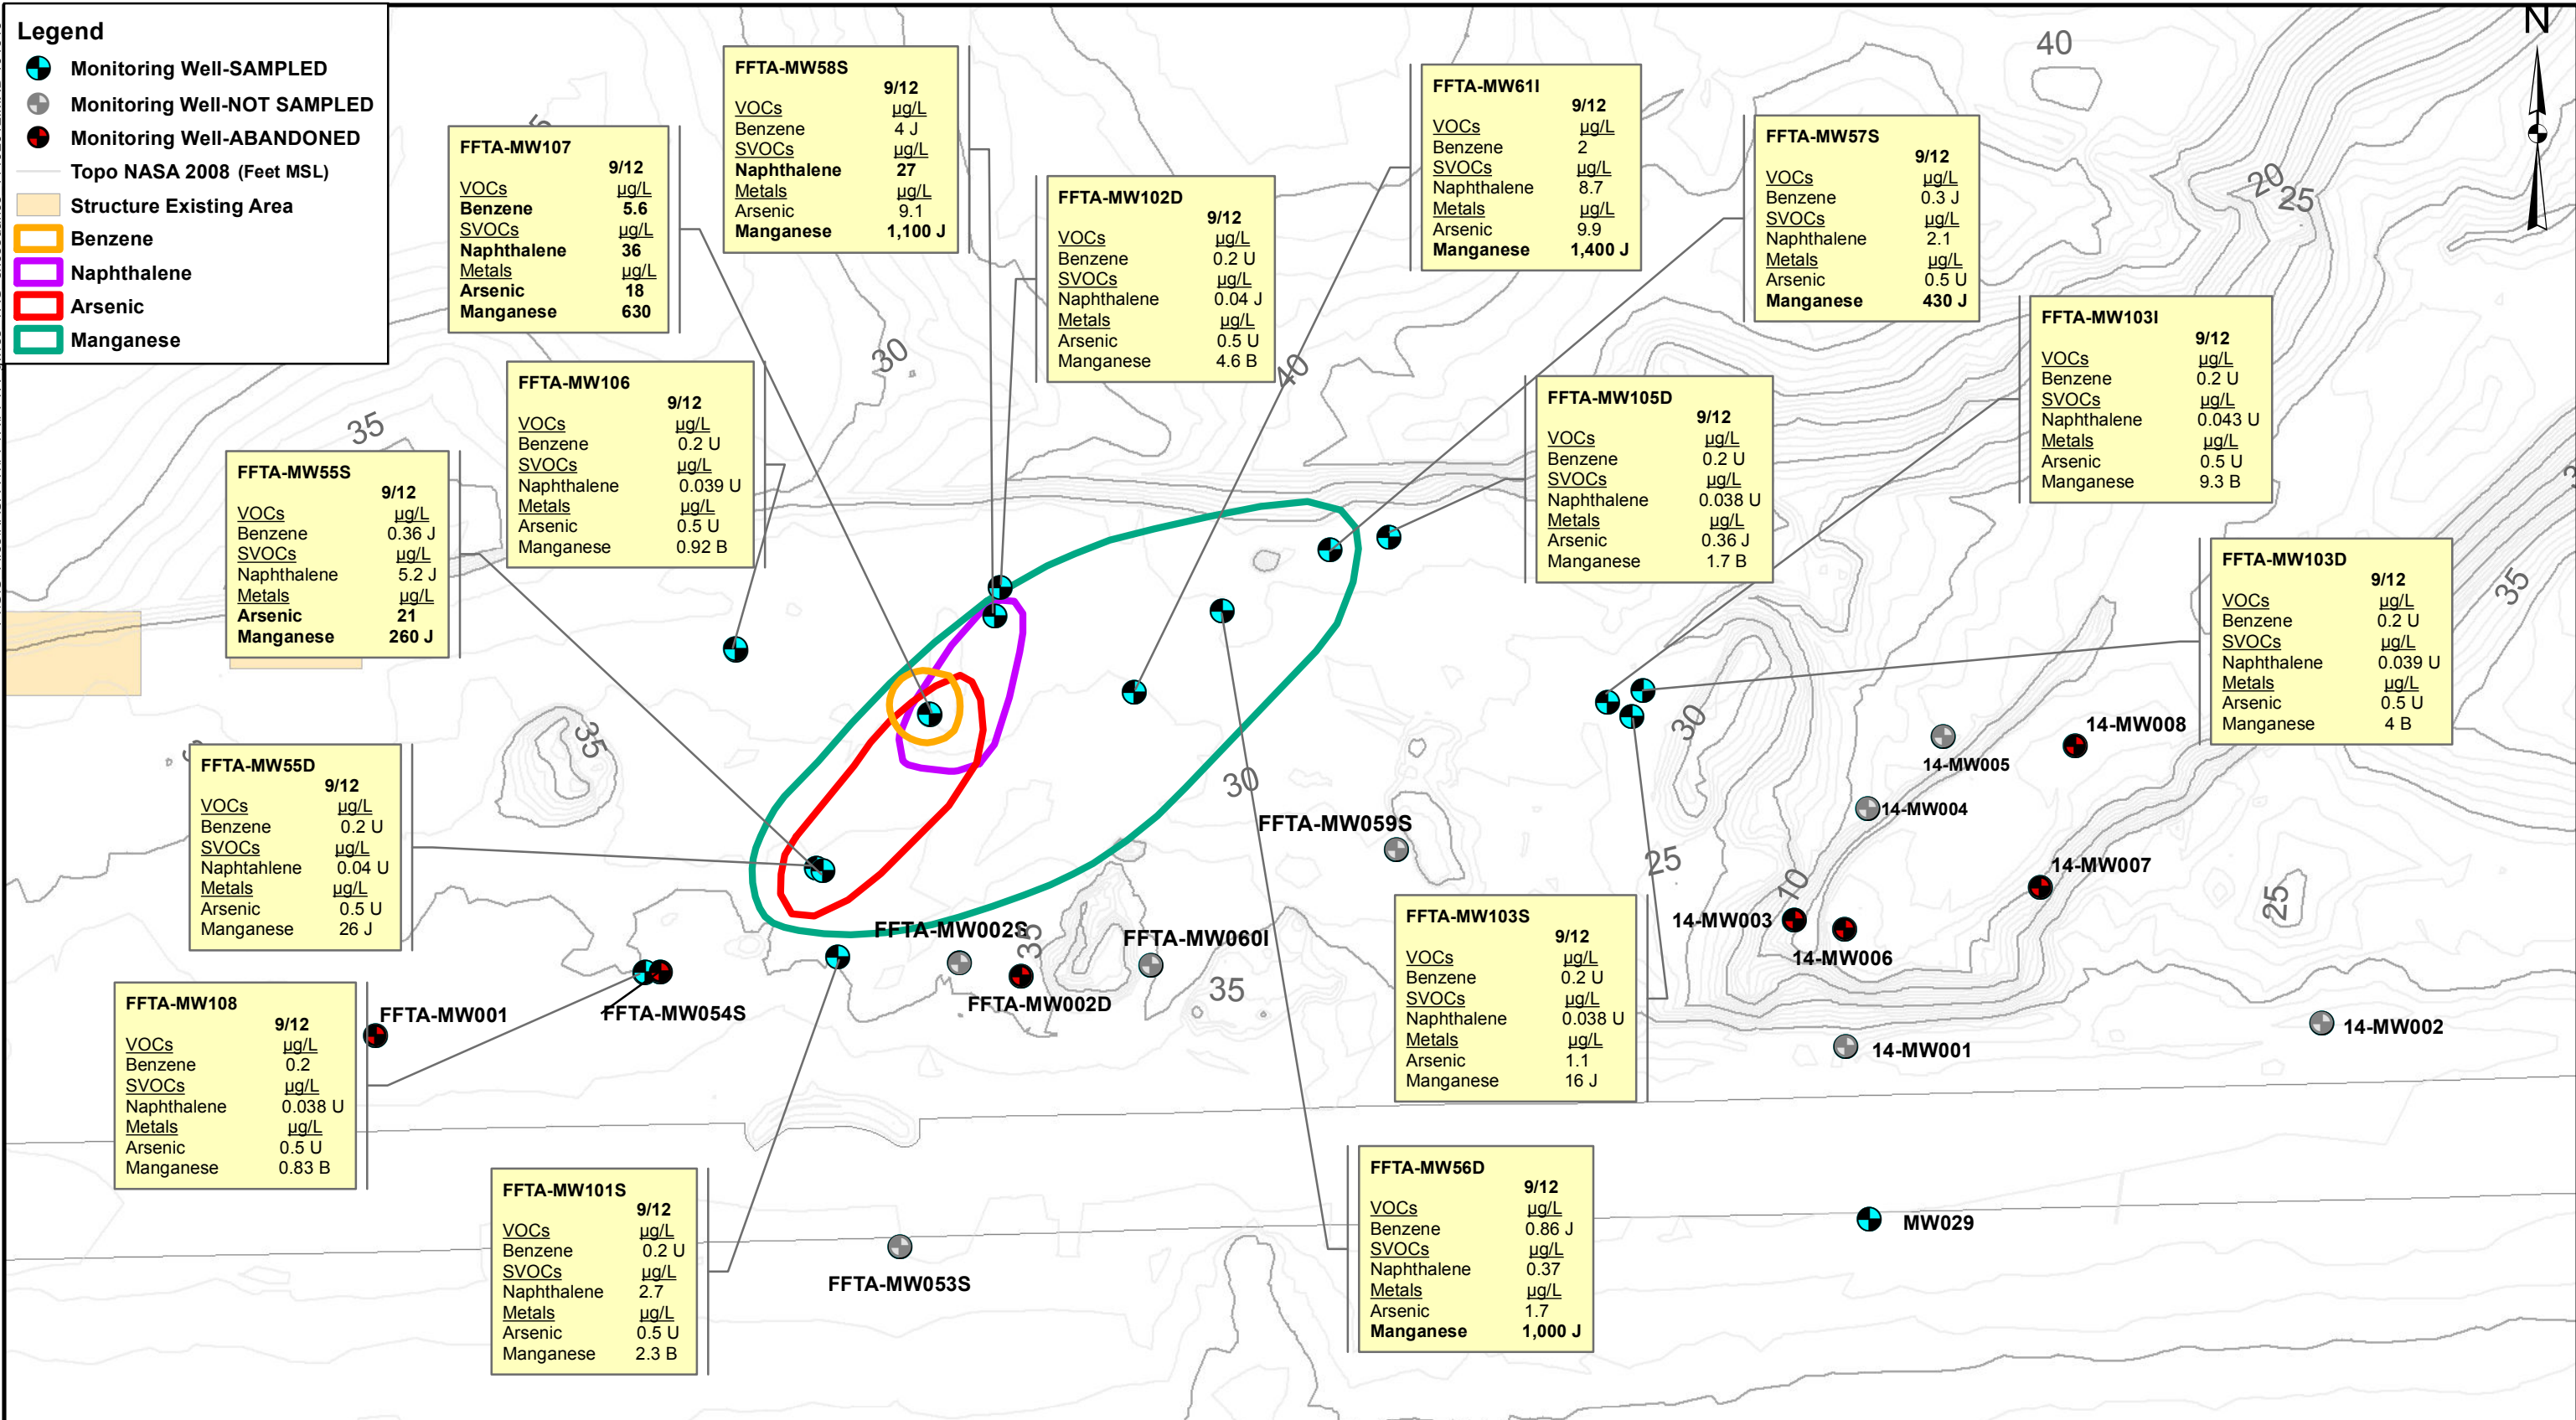 Legend
Monitoring Well-SAMPLED
Monitoring Well-NOT SAMPLED
Monitoring Well-ABANDONED
Topo NASA 2008 (Feet MSL)
Structure Existing Area
Benzene
Naphthalene
Arsenic
Manganese
N
FFTA-MW58S
9/12
VOCs µg/L
Benzene 4 J
SVOCs µg/L
Naphthalene 27
Metals µg/L
Arsenic 9.1
Manganese 1,100 J
FFTA-MW61I
9/12
VOCs µg/L
Benzene 2
SVOCs µg/L
Naphthalene 8.7
Metals µg/L
Arsenic 9.9
Manganese 1,400 J
FFTA-MW57S
9/12
VOCs µg/L
Benzene 0.3 J
SVOCs µg/L
Naphthalene 2.1
Metals µg/L
Arsenic 0.5 U
Manganese 430 J
FFTA-MW107
9/12
VOCs µg/L
Benzene 5.6
SVOCs µg/L
Naphthalene 36
Metals µg/L
Arsenic 18
Manganese 630
FFTA-MW102D
9/12
VOCs µg/L
Benzene 0.2 U
SVOCs µg/L
Naphthalene 0.04 J
Metals µg/L
Arsenic 0.5 U
Manganese 4.6 B
FFTA-MW103I
9/12
VOCs µg/L
Benzene 0.2 U
SVOCs µg/L
Naphthalene 0.043 U
Metals µg/L
Arsenic 0.5 U
Manganese 9.3 B
FFTA-MW106
9/12
VOCs µg/L
Benzene 0.2 U
SVOCs µg/L
Naphthalene 0.039 U
Metals µg/L
Arsenic 0.5 U
Manganese 0.92 B
FFTA-MW105D
9/12
VOCs µg/L
Benzene 0.2 U
SVOCs µg/L
Naphthalene 0.038 U
Metals µg/L
Arsenic 0.36 J
Manganese 1.7 B
FFTA-MW55S
9/12
VOCs µg/L
Benzene 0.36 J
SVOCs µg/L
Naphthalene 5.2 J
Metals µg/L
Arsenic 21
Manganese 260 J
FFTA-MW103D
9/12
VOCs µg/L
Benzene 0.2 U
SVOCs µg/L
Naphthalene 0.039 U
Metals µg/L
Arsenic 0.5 U
Manganese 4 B
FFTA-MW55D
9/12
VOCs µg/L
Benzene 0.2 U
SVOCs µg/L
Naphtahlene 0.04 U
Metals µg/L
Arsenic 0.5 U
Manganese 26 J
FFTA-MW103S
9/12
VOCs µg/L
Benzene 0.2 U
SVOCs µg/L
Naphthalene 0.038 U
Metals µg/L
Arsenic 1.1
Manganese 16 J
FFTA-MW108
9/12
VOCs µg/L
Benzene 0.2
SVOCs µg/L
Naphthalene 0.038 U
Metals µg/L
Arsenic 0.5 U
Manganese 0.83 B
FFTA-MW101S
9/12
VOCs µg/L
Benzene 0.2 U
SVOCs µg/L
Naphthalene 2.7
Metals µg/L
Arsenic 0.5 U
Manganese 2.3 B
FFTA-MW56D
9/12
VOCs µg/L
Benzene 0.86 J
SVOCs µg/L
Naphthalene 0.37
Metals µg/L
Arsenic 1.7
Manganese 1,000 J
14-MW008
14-MW005
14-MW004
14-MW007
14-MW003
14-MW006
14-MW002
14-MW001
MW029
FFTA-MW059S
FFTA-MW002S
FFTA-MW060I
FFTA-MW002D
FFTA-MW001
FFTA-MW054S
FFTA-MW053S
40
20
25
30
40
35
35
35
30
30
25
10
25
35
35